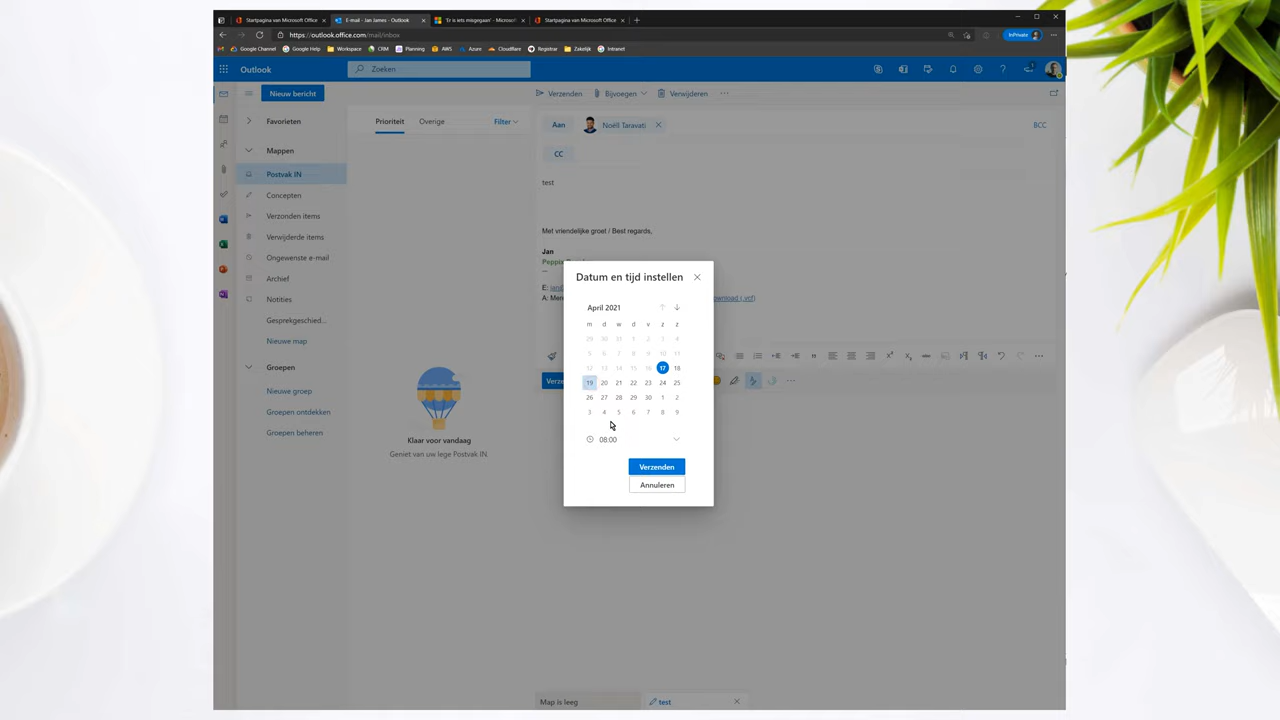 Startpagina van Microsoft Office
E-mail - Jan James - Outlook
'Er is iets misgegaan' - Microsoft
Startpagina van Microsoft Office
https://outlook.office.com/mail/inbox
InPrivate
Google Channel
Google Help
Workspace
CRM
Planning
AWS
Azure
Cloudflare
Registrar
Zakelijk
Intranet
Outlook
Zoeken
Nieuw bericht
Verzenden
Bijvoegen
Verwijderen
Favorieten
Mappen
Postvak IN
Concepten
Verzonden items
Verwijderde items
Ongewenste e-mail
Archief
Notities
Gesprekgeschied...
Nieuwe map
Groepen
Nieuwe groep
Groepen ontdekken
Groepen beheren
Prioriteit
Overige
Filter
Klaar voor vandaag
Geniet van uw lege Postvak IN.
Aan
Noëll Taravati
BCC
CC
test
Met vriendelijke groet / Best regards,
Jan
E:
A:
Datum en tijd instellen
April 2021
m d w d v z z
29 30 31 1 2 3 4
5 6 7 8 9 10 11
12 13 14 15 16 17 18
19 20 21 22 23 24 25
26 27 28 29 30 1 2
3 4 5 6 7 8 9
08:00
Verzenden
Annuleren
Map is leeg
test